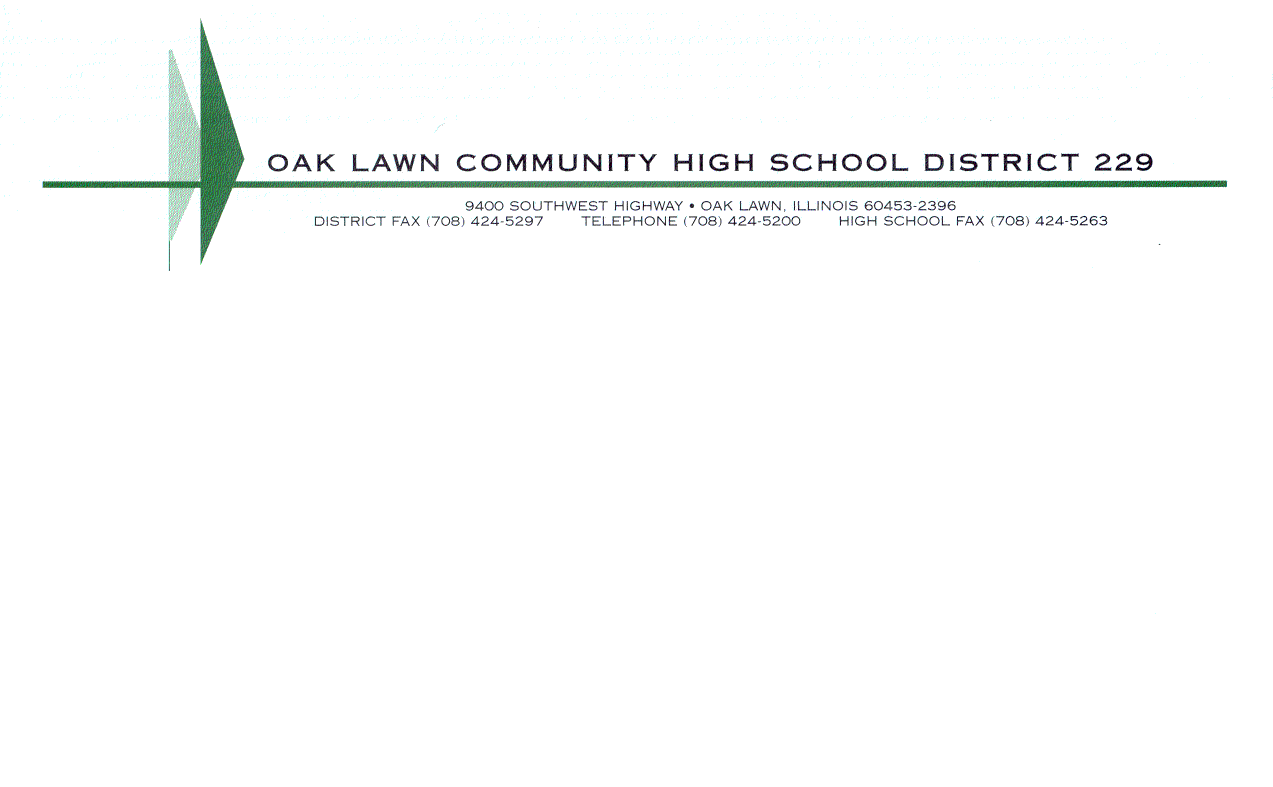 OAK LAWN COMMUNITY HIGH SCHOOL DISTRICT 229
9400 SOUTHWEST HIGHWAY • OAK LAWN, ILLINOIS 60453-2396
DISTRICT FAX (708) 424-5297 TELEPHONE (708) 424-5200 HIGH SCHOOL FAX (708) 424-5263